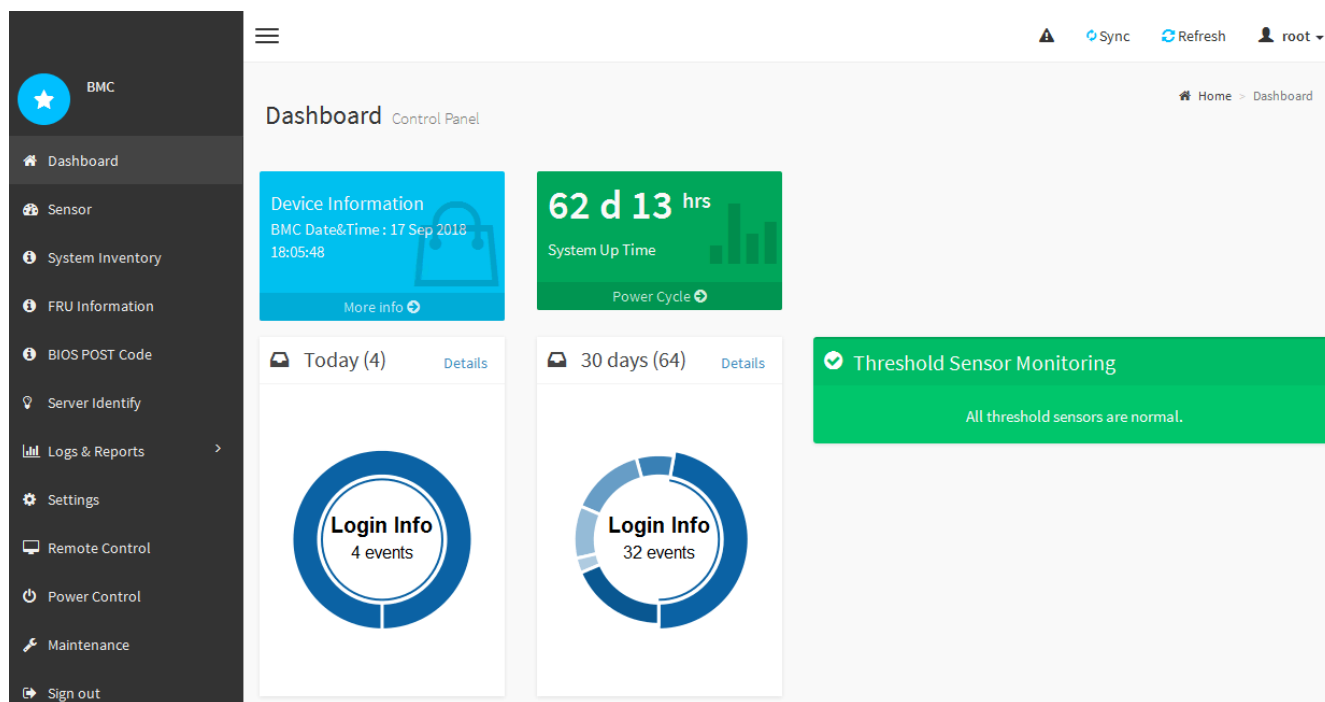 Sync
Refresh
root
BMC
Home > Dashboard
Dashboard Control Panel
Dashboard
Sensor
System Inventory
FRU Information
BIOS POST Code
Server Identify
Logs & Reports
Settings
Remote Control
Power Control
Maintenance
Sign out
Device Information
BMC Date&Time : 17 Sep 2018
18:05:48
More info
62 d 13 hrs
System Up Time
Power Cycle
Today (4)
Details
Login Info
4 events
30 days (64)
Details
Login Info
32 events
Threshold Sensor Monitoring
All threshold sensors are normal.